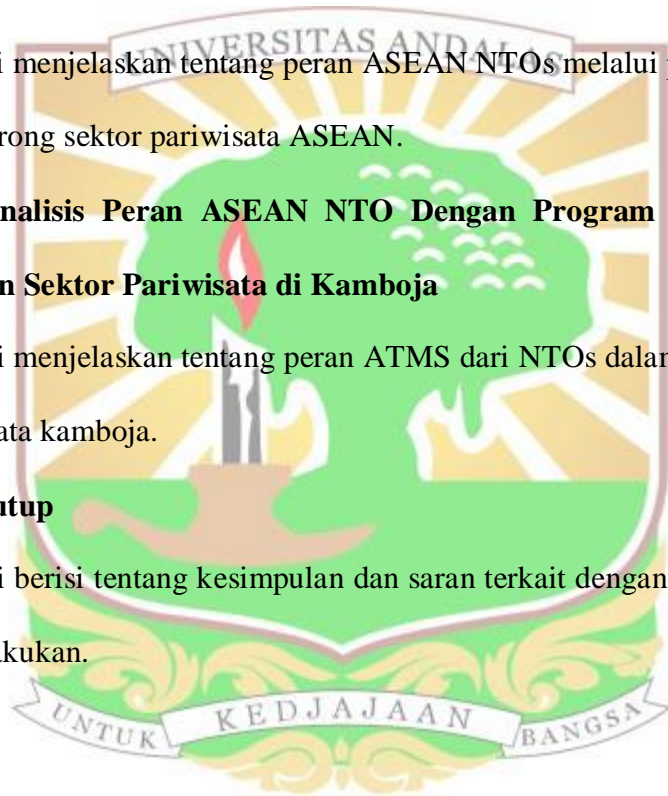 UNIVERSITAS ANDALAS
i menjelaskan tentang peran ASEAN NTOs melalui
rong sektor pariwisata ASEAN.
nalisis Peran ASEAN NTO Dengan Program
n Sektor Pariwisata di Kamboja
i menjelaskan tentang peran ATMS dari NTOs dalam
ata kamboja.
utup
i berisi tentang kesimpulan dan saran terkait dengan
akukan.
UNTUK KEDJAJAAN BANGSA